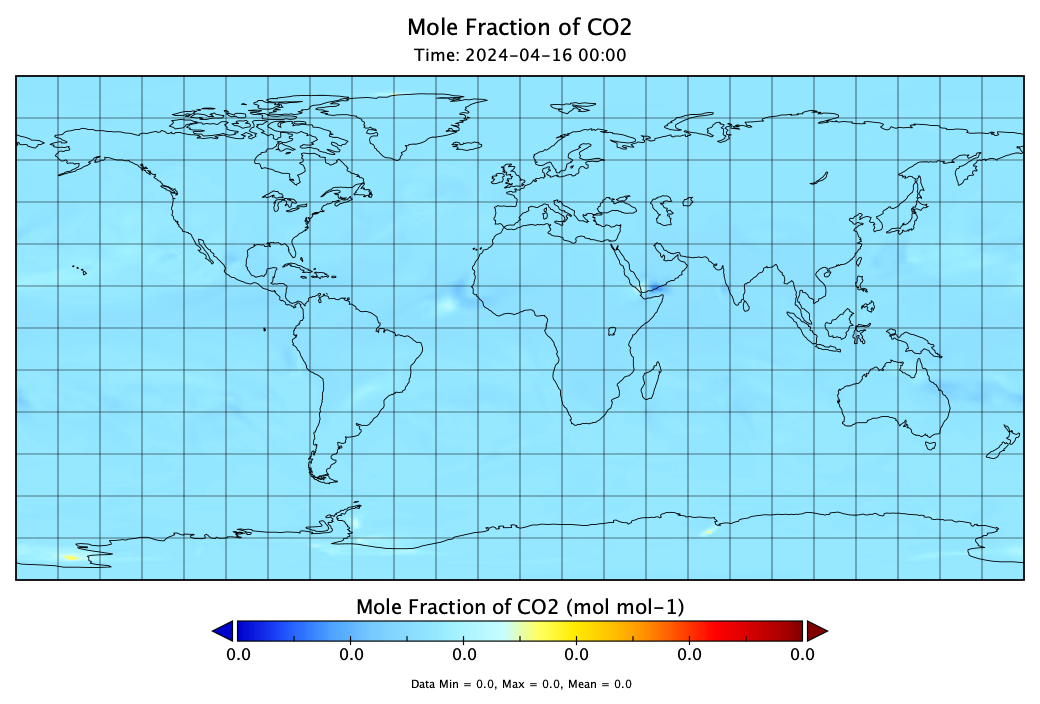 Mole Fraction of CO2
Time: 2024-04-16 00:00
Mole Fraction of CO2 (mol mol-1)
0.0 0.0 0.0 0.0 0.0 0.0
Data Min = 0.0, Max = 0.0, Mean = 0.0